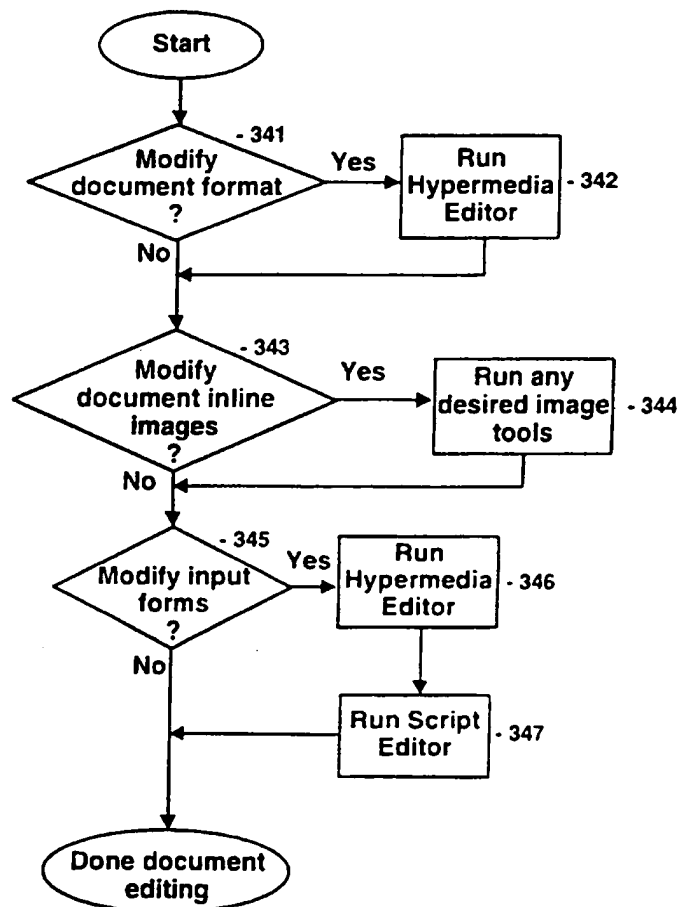 Start
- 341
Modify
document format
?
Yes
Run
Hypermedia
Editor
- 342
No
- 343
Modify
document inline
images
?
Yes
Run any
desired image
tools
- 344
No
- 345
Modify input
forms
?
Yes
Run
Hypermedia
Editor
- 346
No
Run Script
Editor
- 347
Done document
editing